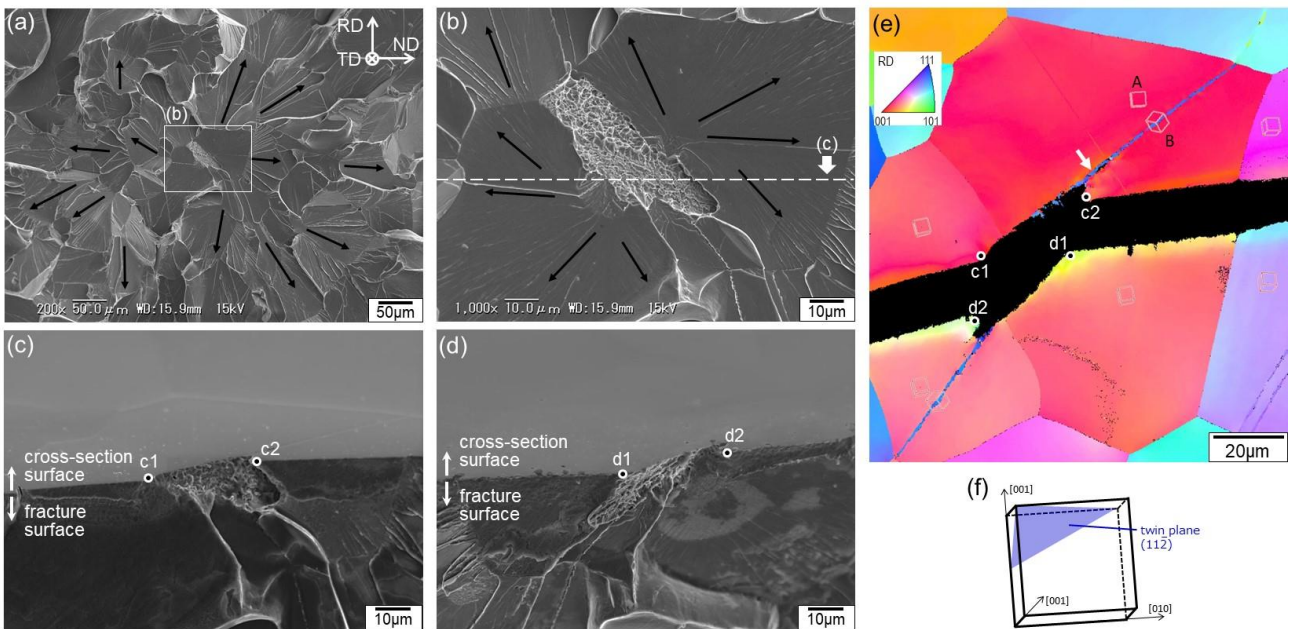 (a)
RD
TD
ND
(b)
200x 50.0μm WD:15.9mm 15kV
50μm
(b)
(c)
1,000x 10.0μm WD:15.9mm 15kV
10μm
(c)
cross-section
surface
c1
c2
fracture
surface
10μm
(d)
cross-section
surface
d1
d2
fracture
surface
10μm
(e)
RD
111
001
101
A
B
c2
d1
c1
d2
20μm
(f)
[001]
twin plane
(112̄)
[001]
[010]